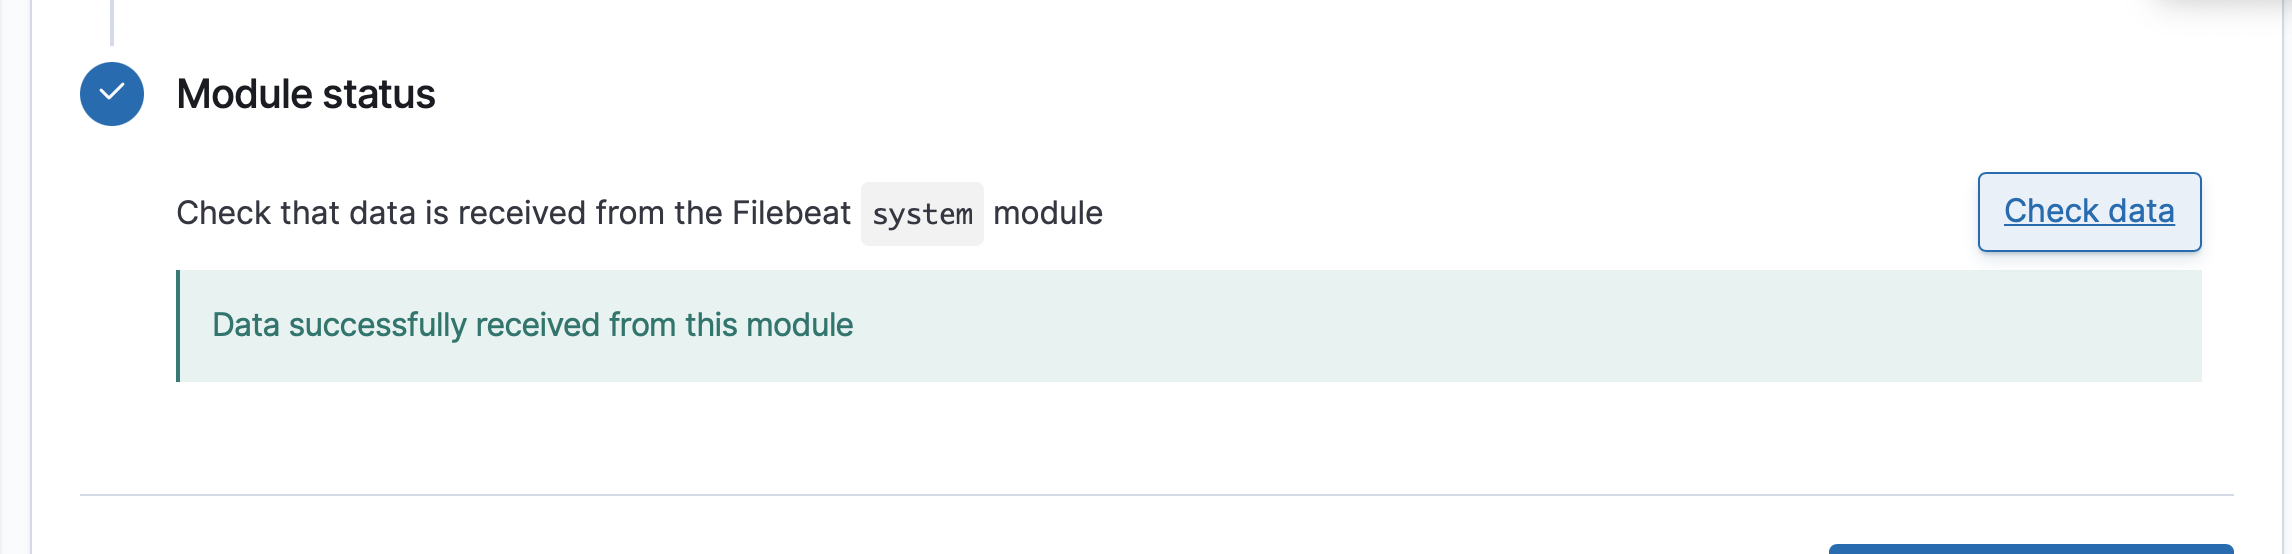 Module status
Check that data is received from the Filebeat system module
Check data
Data successfully received from this module